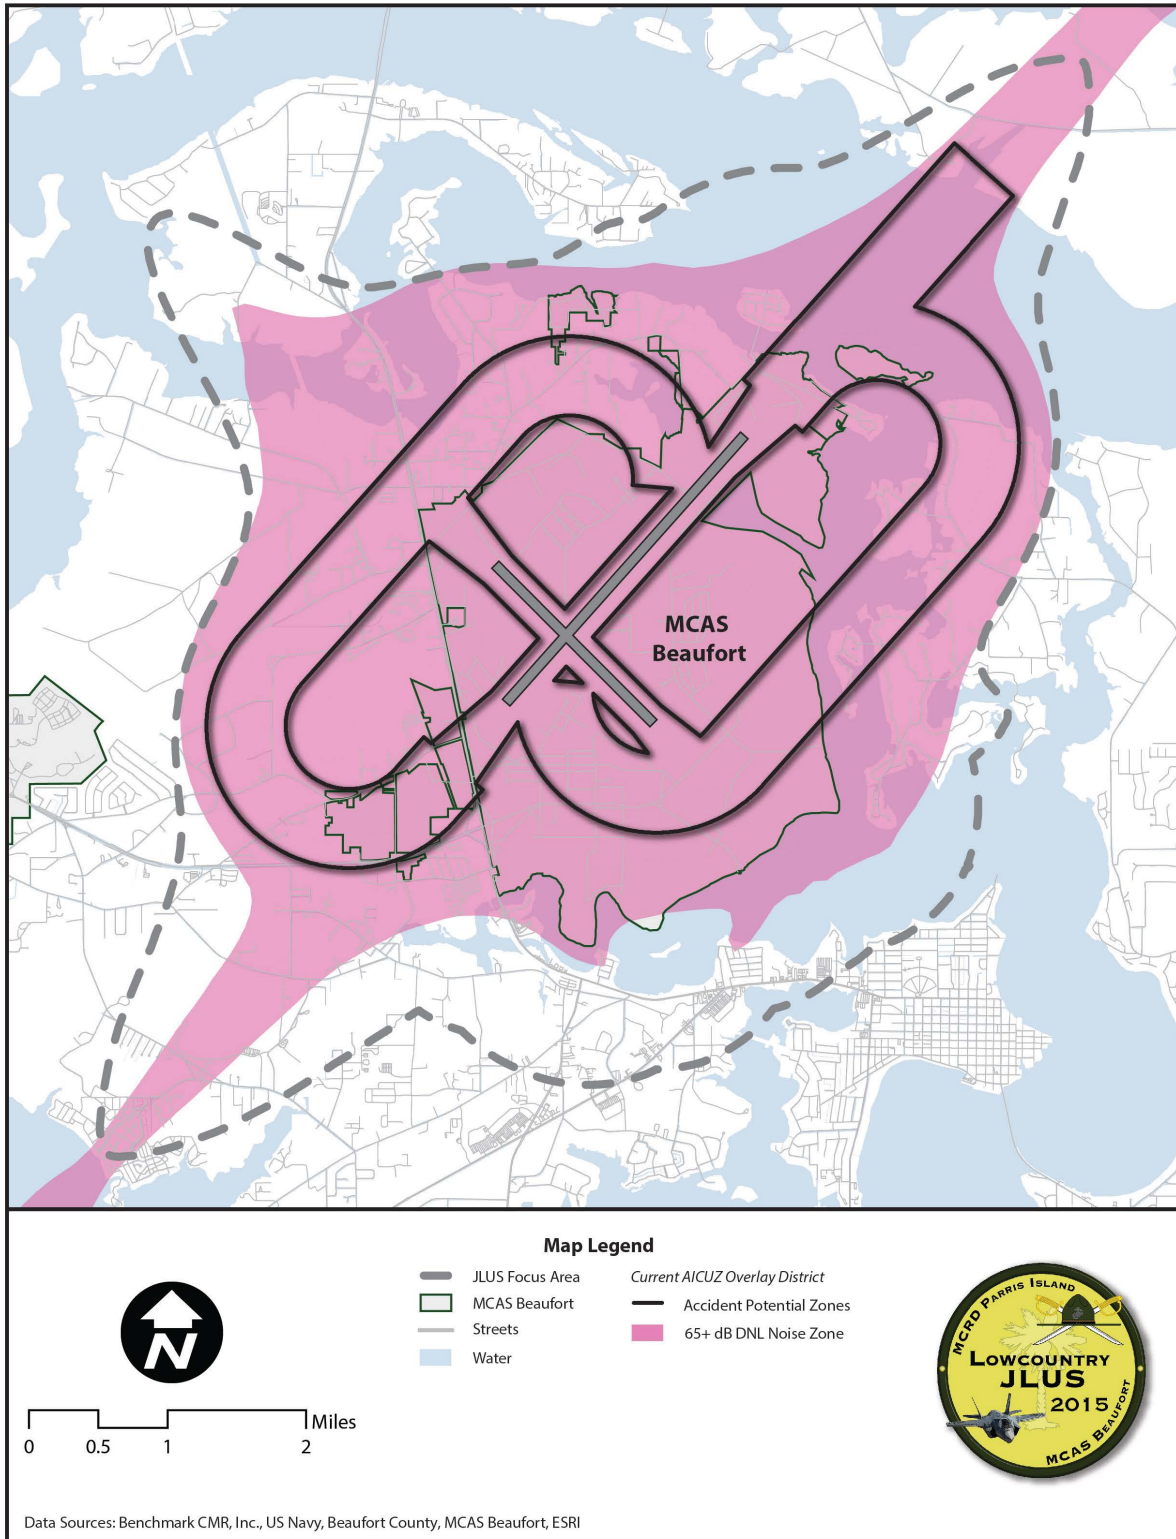 MCAS
Beaufort
Map Legend
JLUS Focus Area
MCAS Beaufort
Streets
Water
Current AICUZ Overlay District
Accident Potential Zones
65+ dB DNL Noise Zone
N
Miles
0 0.5 1 2
MCRD PARRIS ISLAND
LOWCOUNTRY
JLUS
2015
MCAS BEAUFORT
Data Sources: Benchmark CMR, Inc., US Navy, Beaufort County, MCAS Beaufort, ESRI